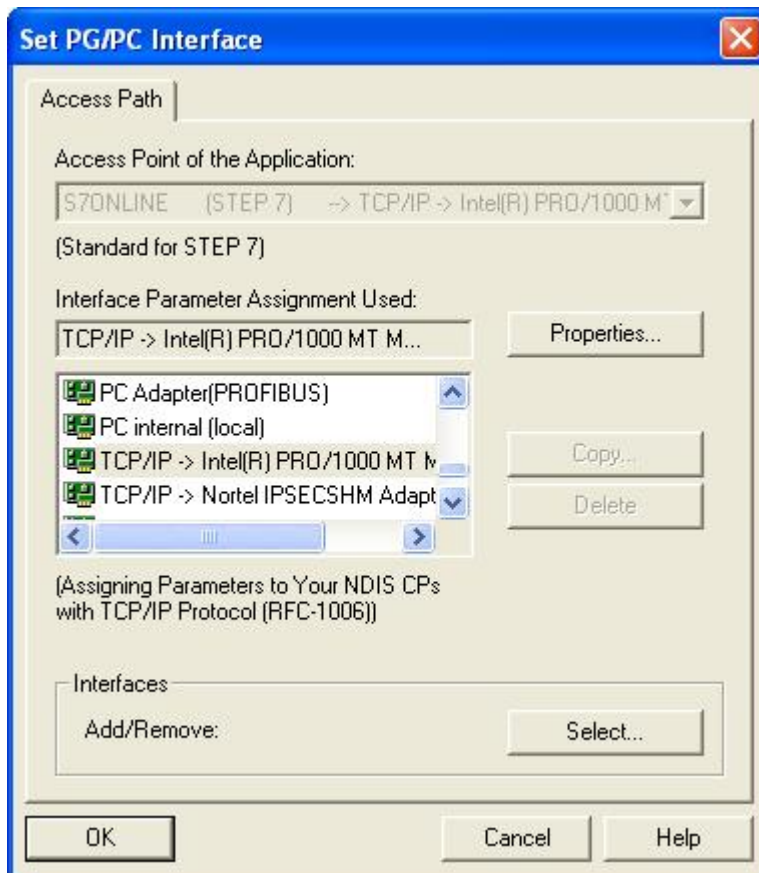 Set PG/PC Interface
Access Path
Access Point of the Application:
S7ONLINE (STEP 7) --> TCP/IP -> Intel(R) PRO/1000 MT
(Standard for STEP 7)
Interface Parameter Assignment Used:
TCP/IP -> Intel(R) PRO/1000 MT M...
Properties...
PC Adapter(PROFIBUS)
PC internal (local)
TCP/IP -> Intel(R) PRO/1000 MT M
TCP/IP -> Nortel IPSECSHM Adapt
Copy...
Delete
(Assigning Parameters to Your NDIS CPs
with TCP/IP Protocol (RFC-1006))
Interfaces
Add/Remove:
Select...
OK
Cancel
Help